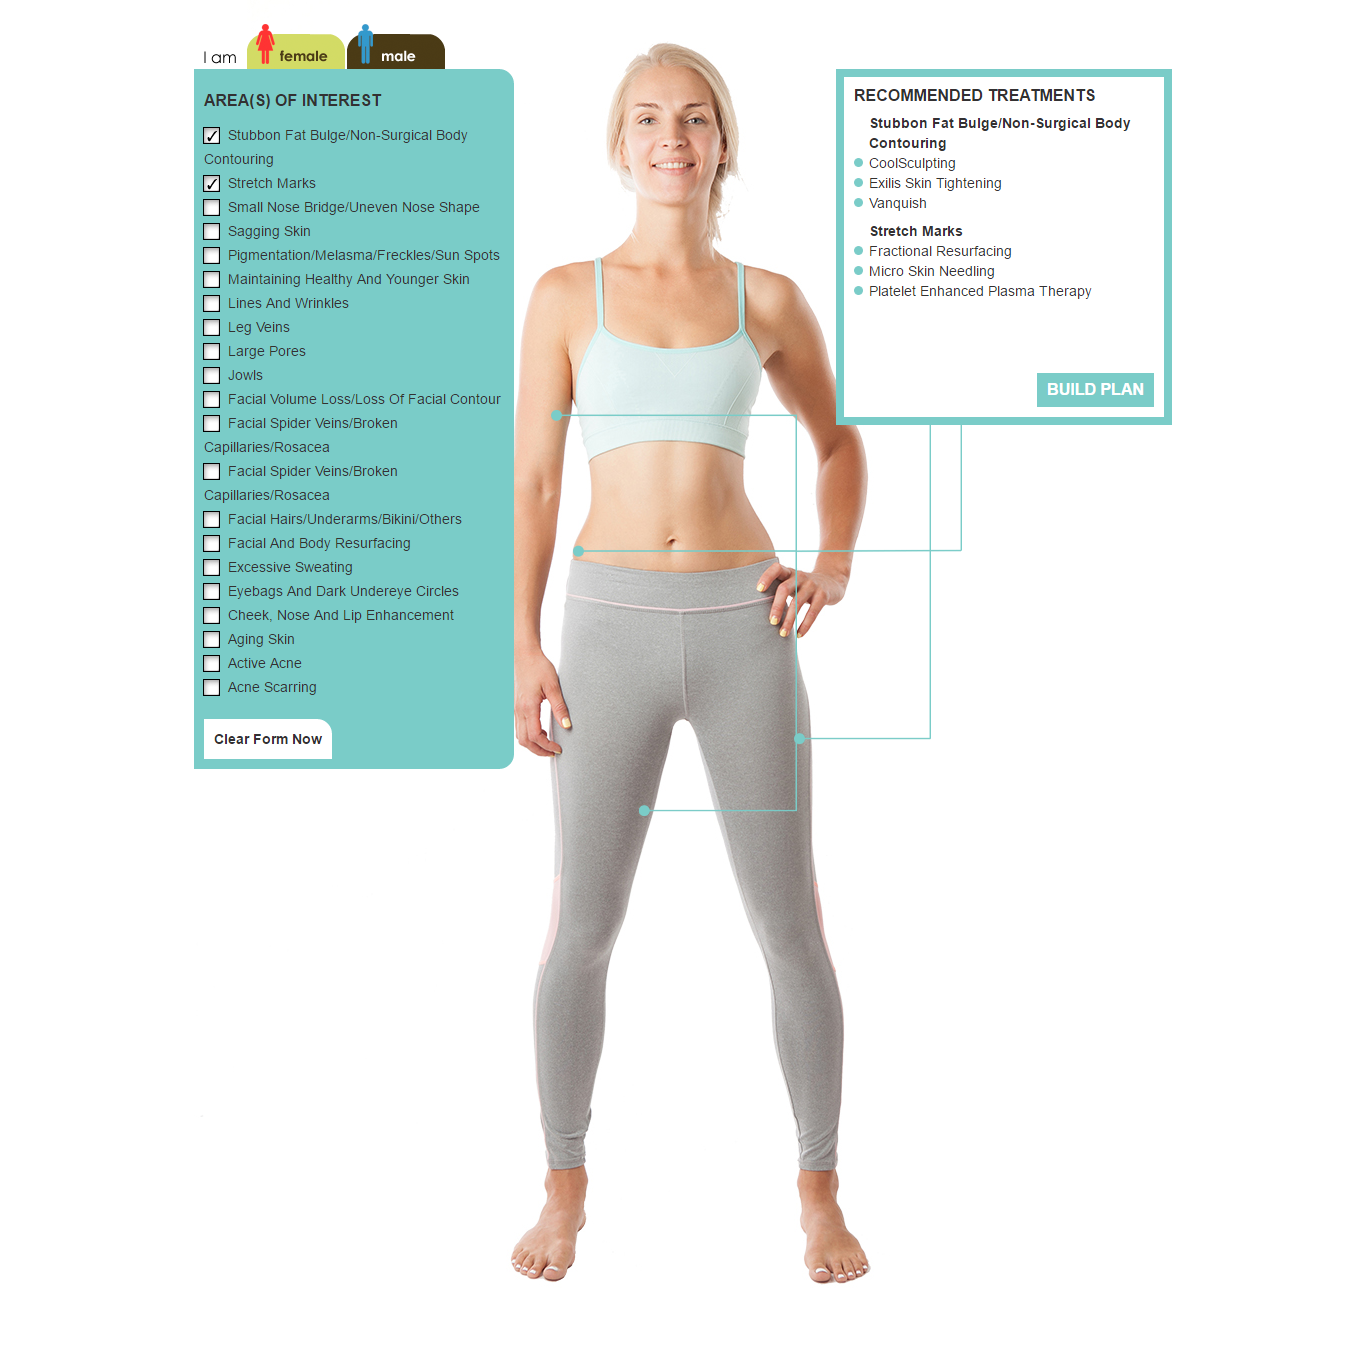 I am
female
male
AREA(S) OF INTEREST
Stubbon Fat Bulge/Non-Surgical Body
Contouring
Stretch Marks
Small Nose Bridge/Uneven Nose Shape
Sagging Skin
Pigmentation/Melasma/Freckles/Sun Spots
Maintaining Healthy And Younger Skin
Lines And Wrinkles
Leg Veins
Large Pores
Jowls
Facial Volume Loss/Loss Of Facial Contour
Facial Spider Veins/Broken
Capillaries/Rosacea
Facial Spider Veins/Broken
Capillaries/Rosacea
Facial Hairs/Underarms/Bikini/Others
Facial And Body Resurfacing
Excessive Sweating
Eyebags And Dark Undereye Circles
Cheek, Nose And Lip Enhancement
Aging Skin
Active Acne
Acne Scarring
Clear Form Now
RECOMMENDED TREATMENTS
Stubbon Fat Bulge/Non-Surgical Body
Contouring
CoolSculpting
Exilis Skin Tightening
Vanquish
Stretch Marks
Fractional Resurfacing
Micro Skin Needling
Platelet Enhanced Plasma Therapy
BUILD PLAN